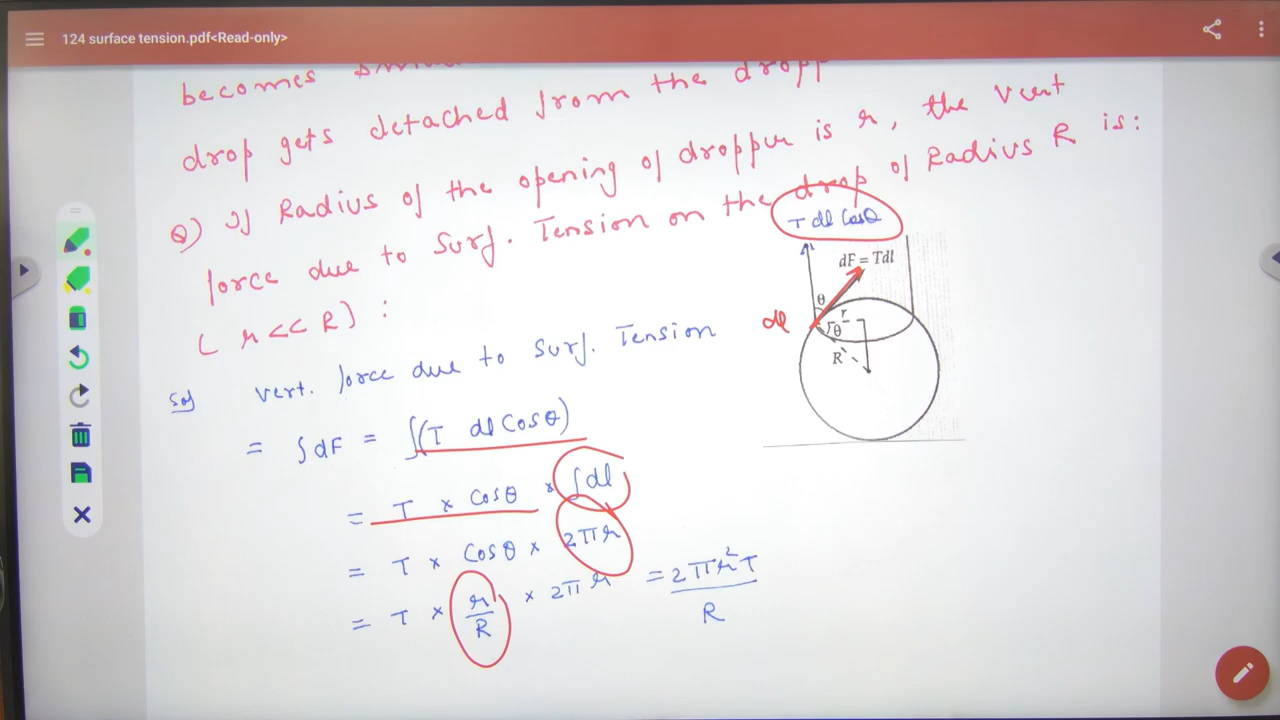 124 surface tension.pdf<Read-only>
becomes
drop gets detached from the dropp
Q) If Radius of the opening of dropper is r, the vert
force due to Surf. Tension on the drop of Radius R is:
( r << R) :
T dl Cosθ
dF = Tdl
θ
r
dl
θ
R
Sol vert. force due to Surf. Tension
= ∫dF = ∫(T dl Cosθ)
= T × Cosθ × ∫dl
= T × Cosθ × 2πr
= T × r/R × 2πr = 2πr²T/R